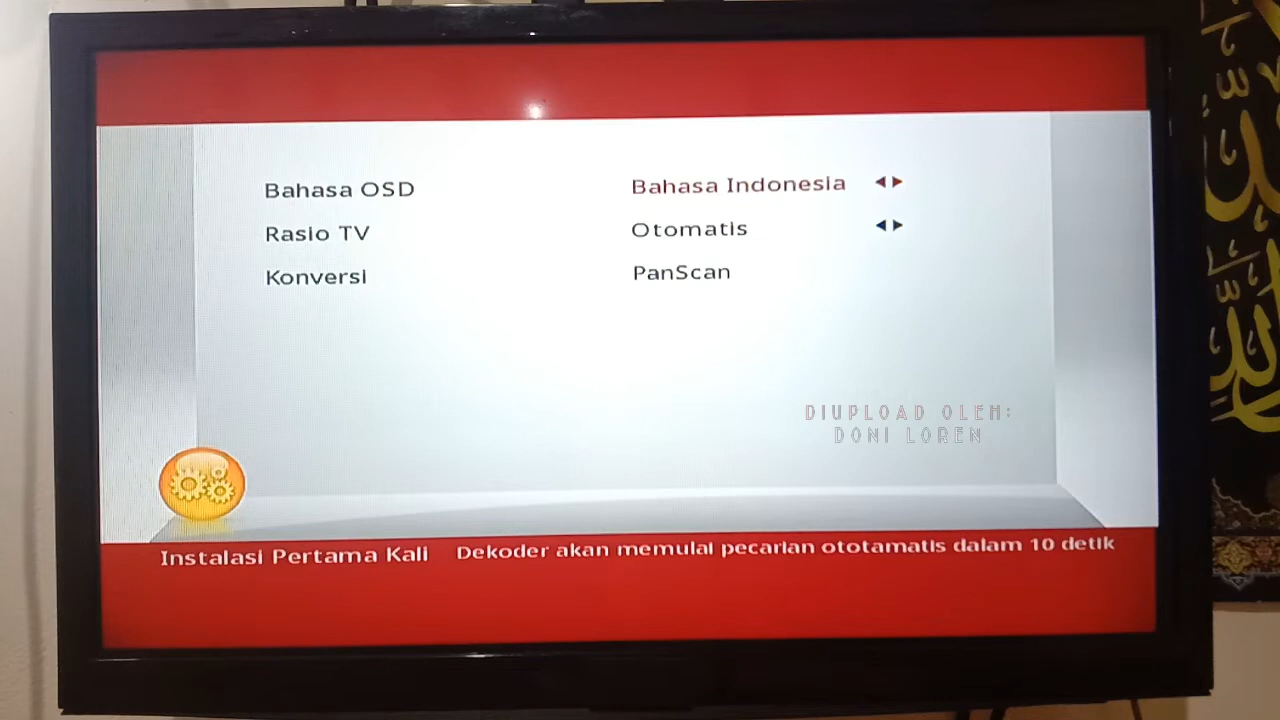 Bahasa OSD Bahasa Indonesia
Rasio TV Otomatis
Konversi PanScan
DIUPLOAD OLEH:
DONI LOREN
Instalasi Pertama Kali Dekoder akan memulai pecarian ototamatis dalam 10 detik